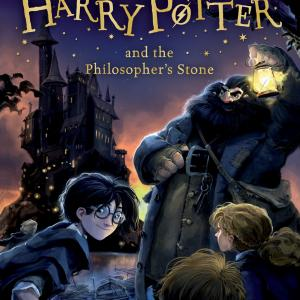 HARRY POTTER
and the
Philosopher's Stone